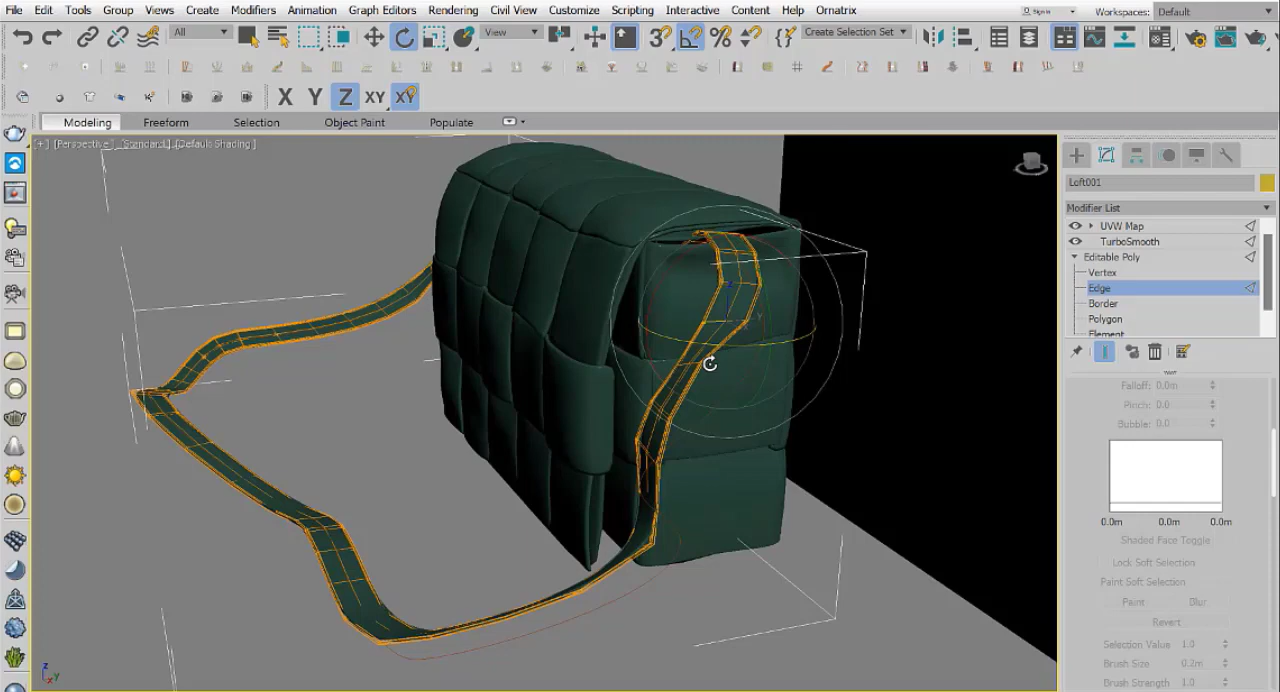 File Edit Tools Group Views Create Modifiers Animation Graph Editors Rendering Civil View Customize Scripting Interactive Content Help Ornatrix Workspaces: Default
All View Create Selection Set
X Y Z XY XY
Modeling Freeform Selection Object Paint Populate
[+] [Perspective] [Standard] [Default Shading]
Loft001
Modifier List
UVW Map
TurboSmooth
Editable Poly
Vertex
Edge
Border
Polygon
Element
Falloff: 0.0m
Pinch: 0.0
Bubble: 0.0
0.0m 0.0m 0.0m
Shaded Face Toggle
Lock Soft Selection
Paint Soft Selection
Paint Blur
Revert
Selection Value 1.0
Brush Size 0.2m
Brush Strength 1.0